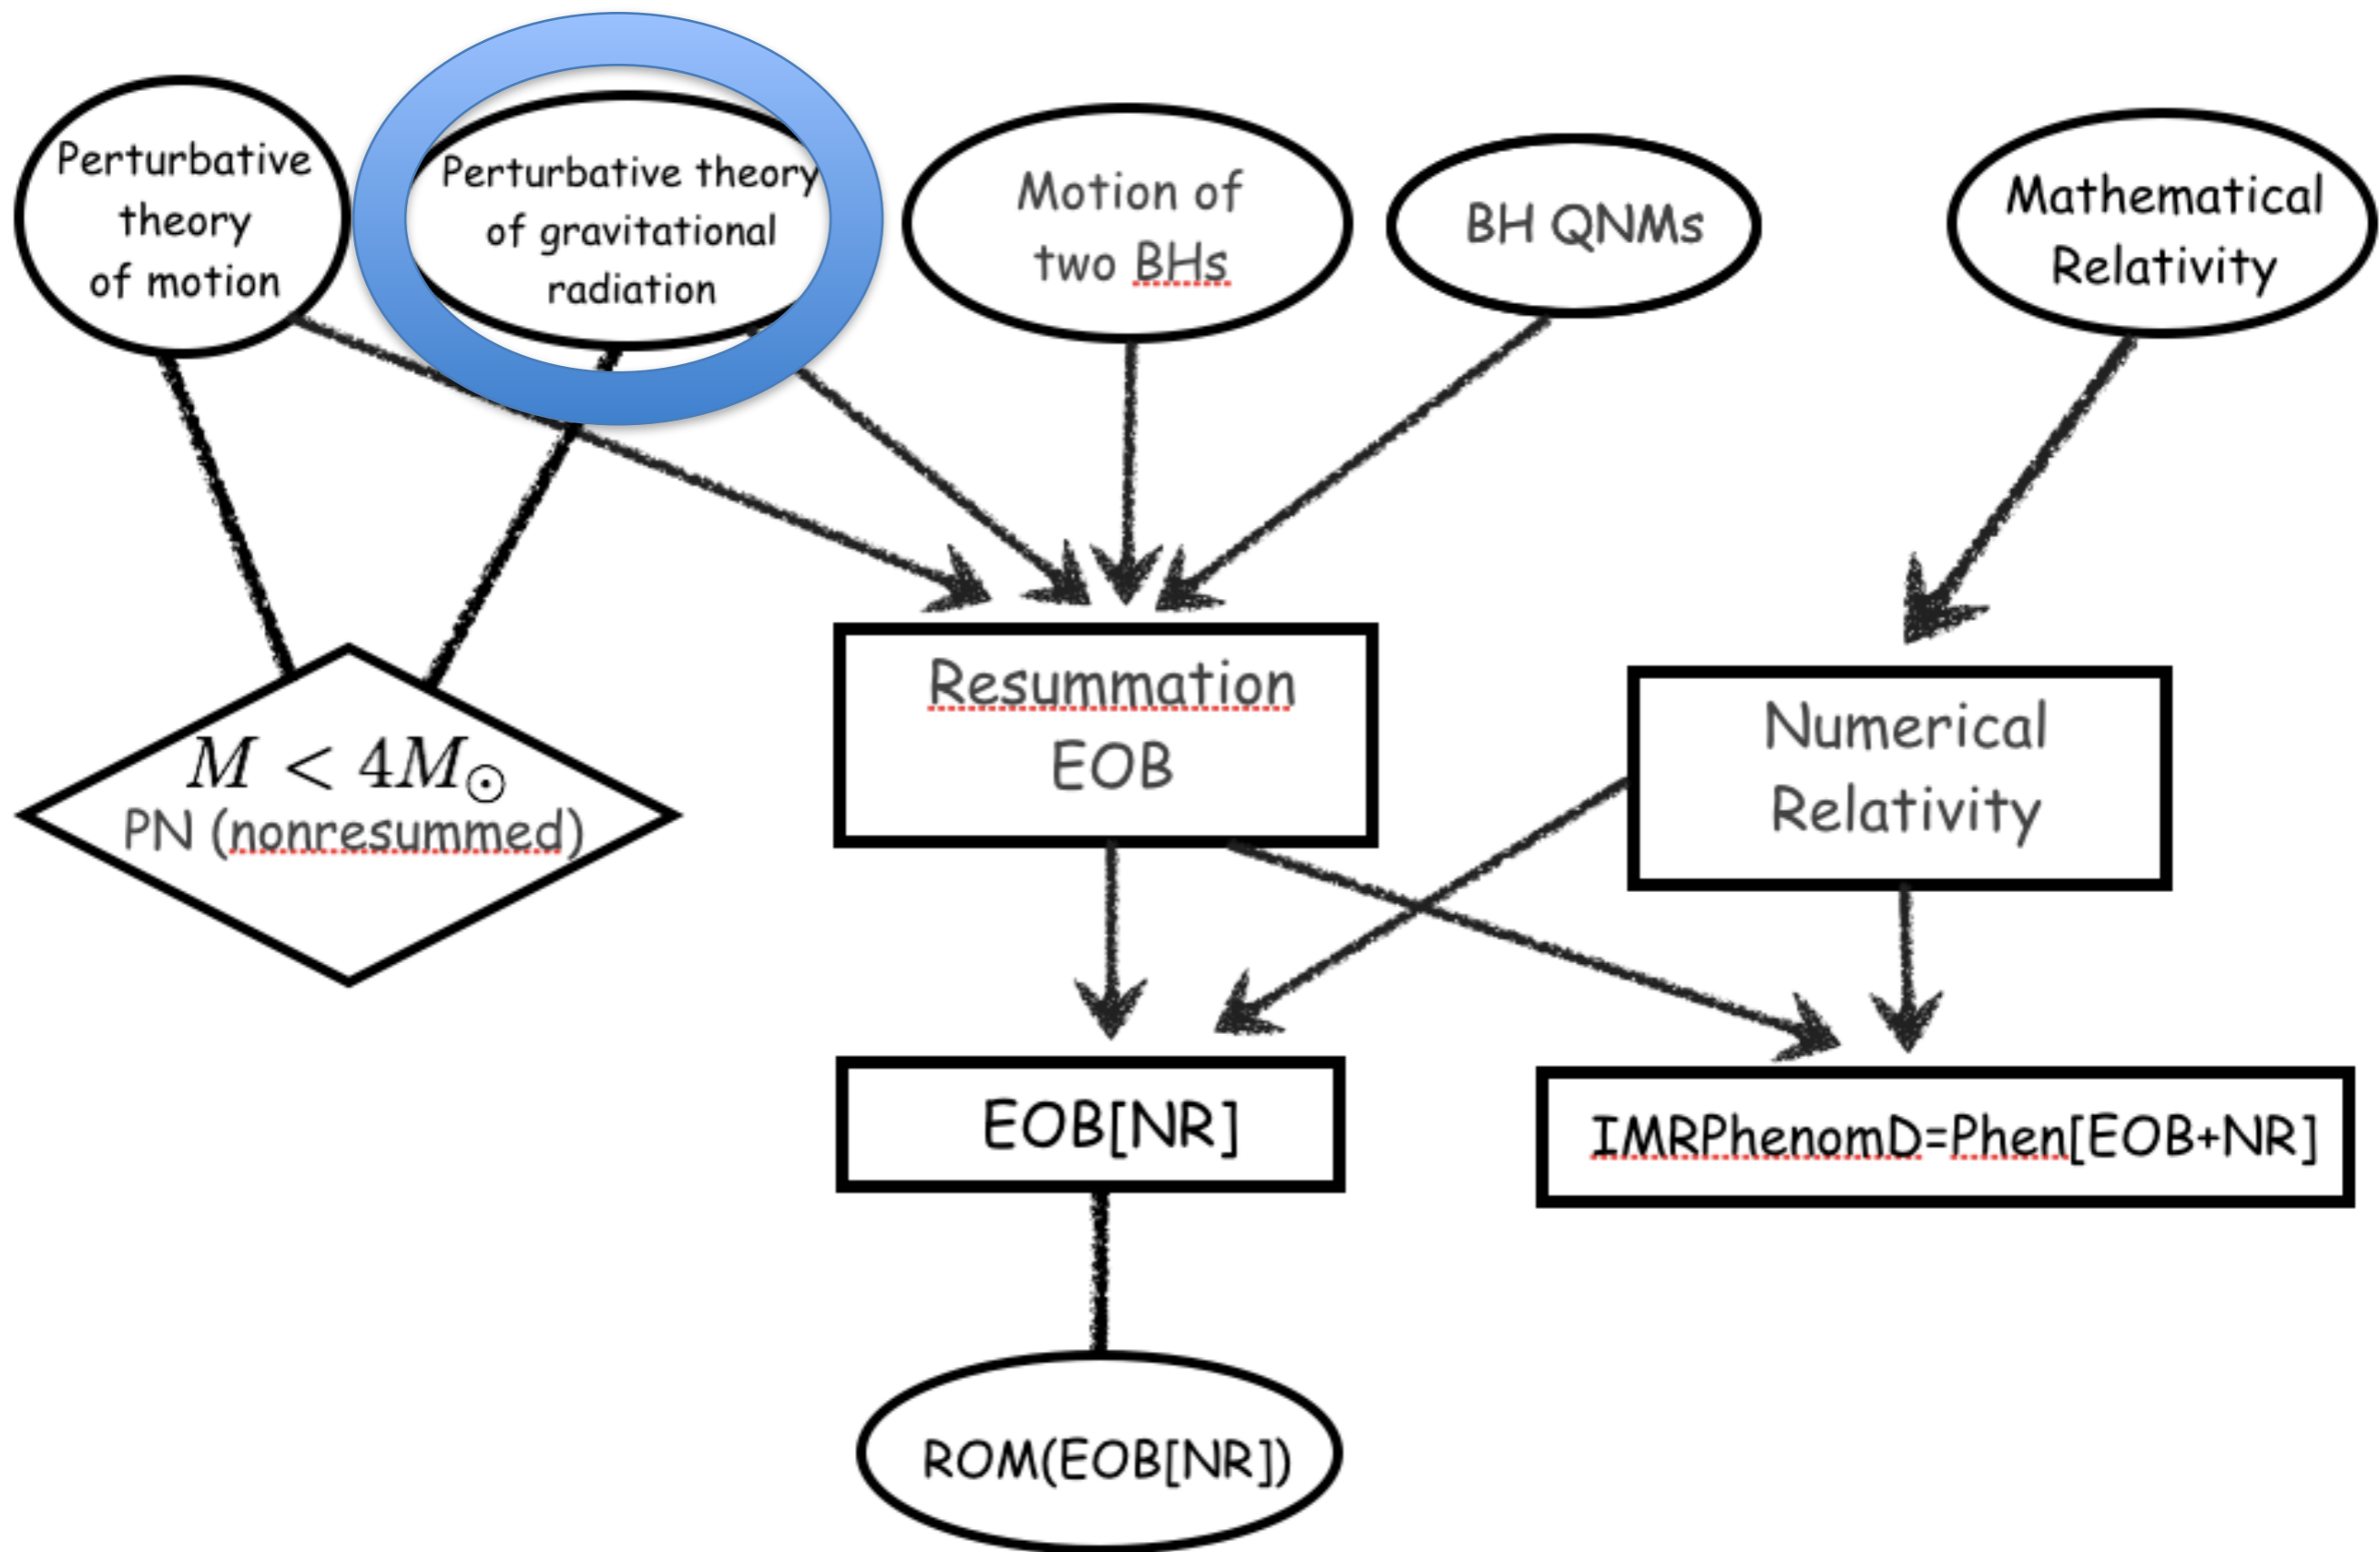 Perturbative
theory
of motion
Perturbative theory
of gravitational
radiation
Motion of
two BHs
BH QNMs
Mathematical
Relativity
M < 4M☉
PN (nonresummed)
Resummation
EOB
Numerical
Relativity
EOB[NR]
IMRPhenomD=Phen[EOB+NR]
ROM(EOB[NR])